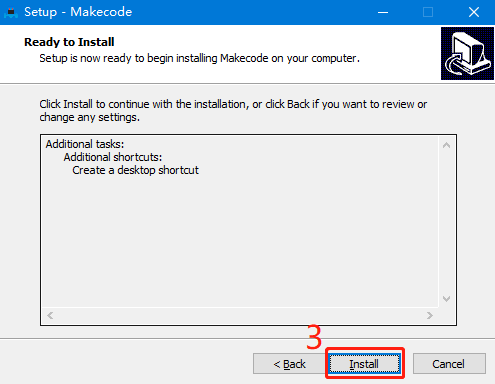 Setup - Makecode
Ready to Install
Setup is now ready to begin installing Makecode on your computer.
Click Install to continue with the installation, or click Back if you want to review or
change any settings.
Additional tasks:
Additional shortcuts:
Create a desktop shortcut
3
< Back
Install
Cancel